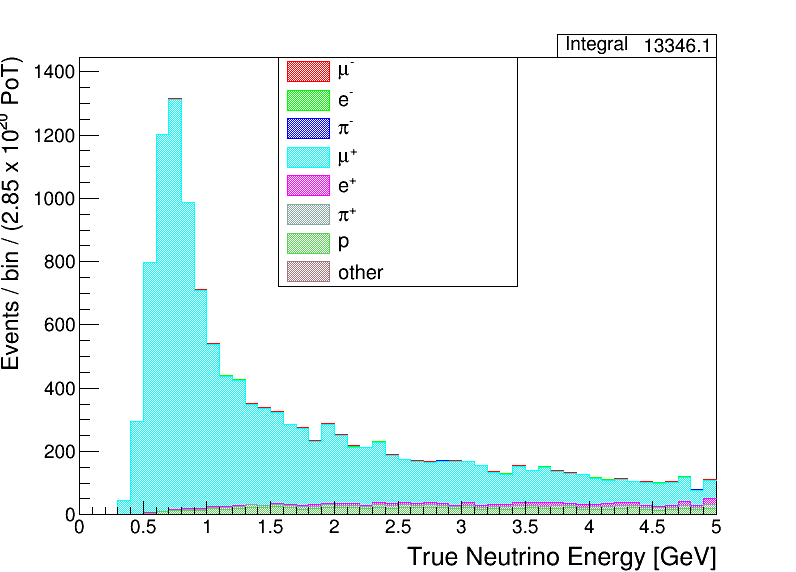 Integral 13346.1
Events / bin / (2.85 x 10²⁰ PoT)
1400
1200
1000
800
600
400
200
0
μ⁻
e⁻
π⁻
μ⁺
e⁺
π⁺
p
other
0 0.5 1 1.5 2 2.5 3 3.5 4 4.5 5
True Neutrino Energy [GeV]